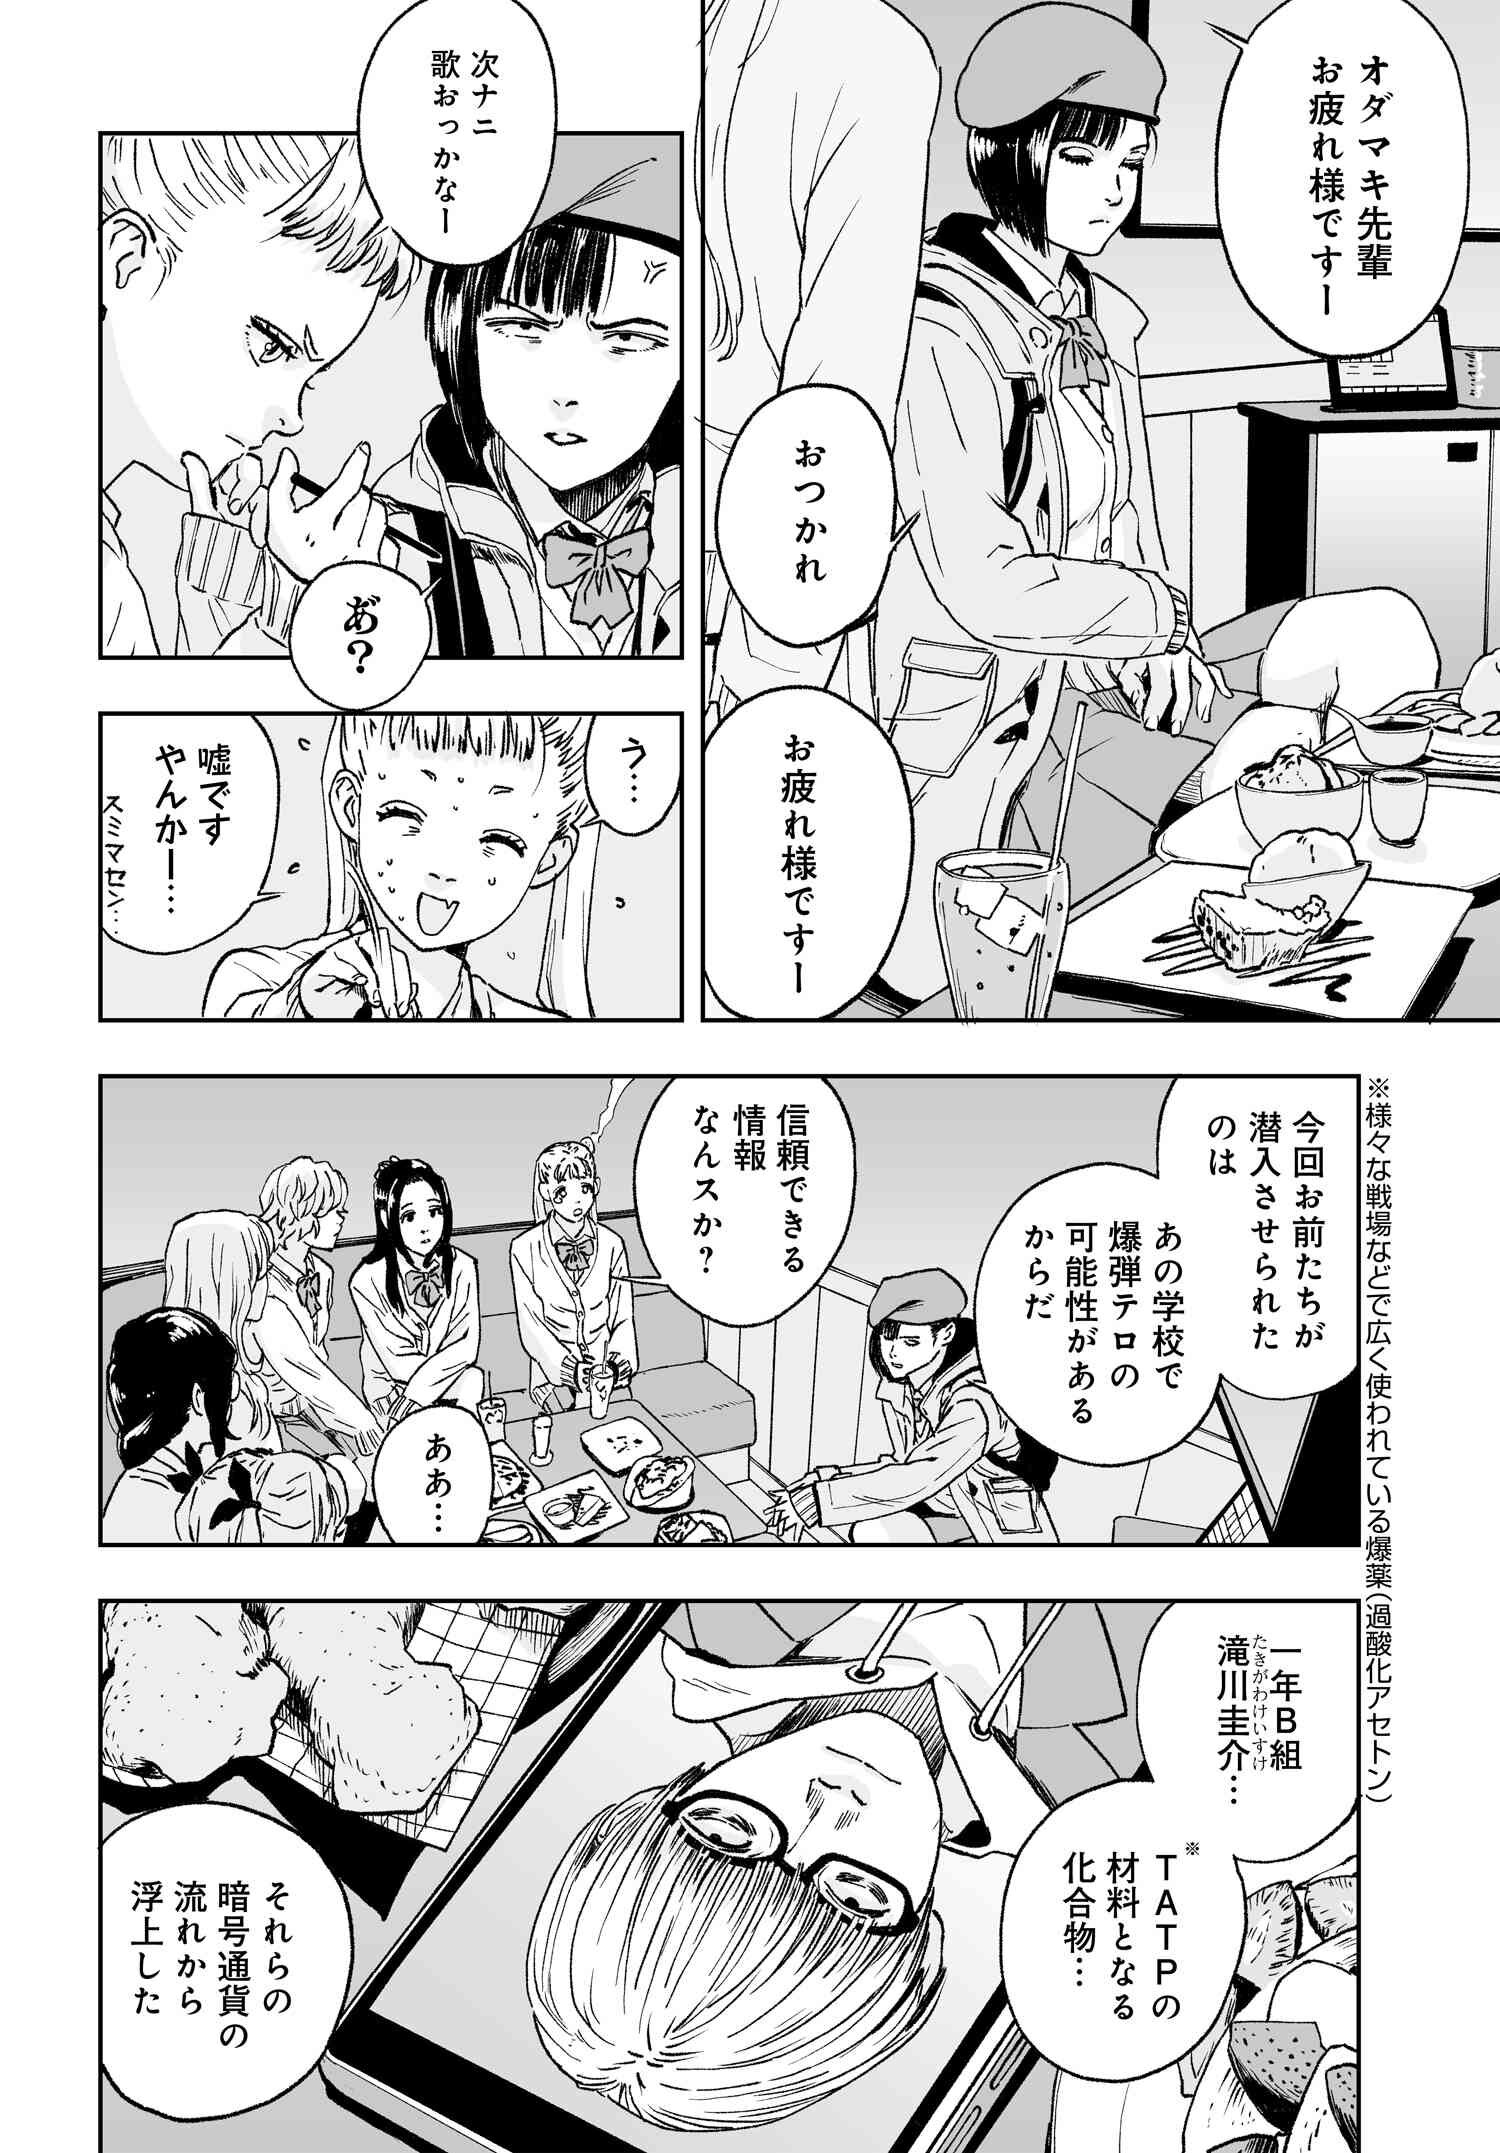 オダマキ先輩
お疲れ様ですー
おつかれ
お疲れ様ですー
次ナニ
歌おっかなー
あ゙?
う…
嘘です
やんかー…
スミマセン…
今回お前たちが
潜入させられた
のは
あの学校で
爆弾テロの
可能性がある
からだ
信頼できる
情報
なんスか?
ああ…
※様々な戦場などで広く使われている爆薬(過酸化アセトン)
一年B組
滝川圭介…
たきがわけいすけ
※
TATPの
材料となる
化合物…
それらの
暗号通貨の
流れから
浮上した